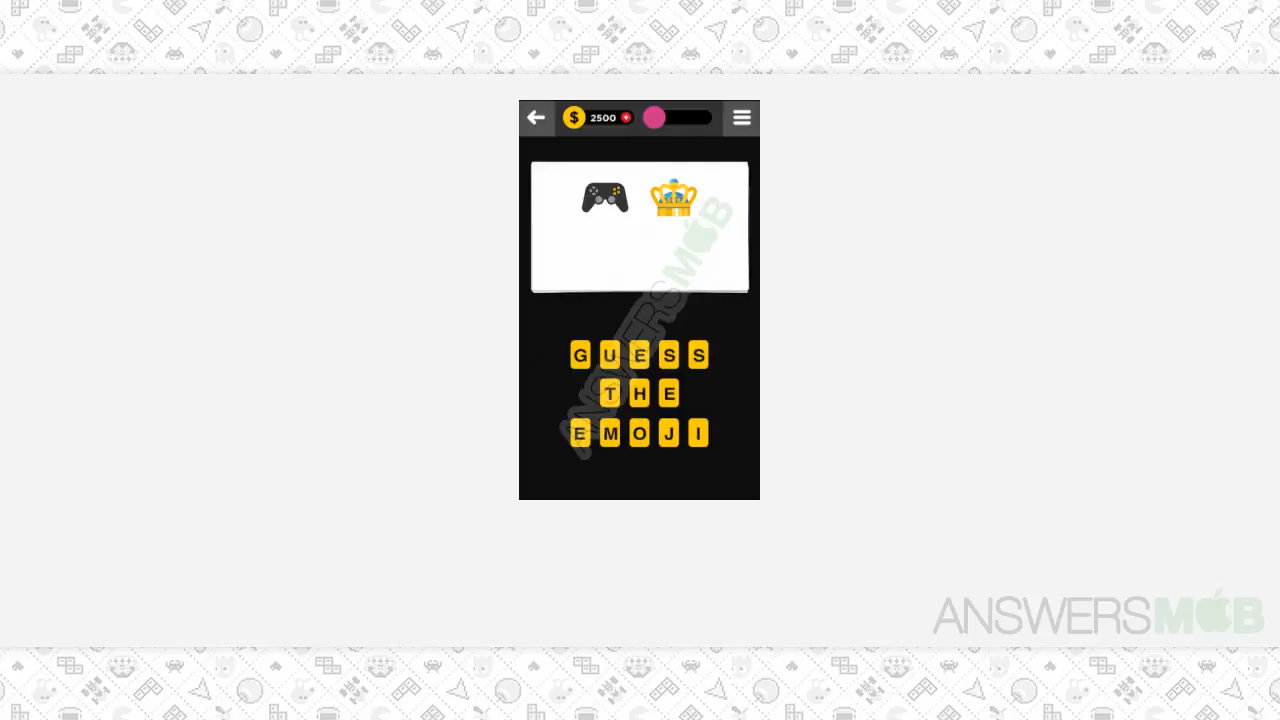 $ 2500 +
ANSWERSMOB
GUESS
THE
EMOJI
ANSWERSMOB